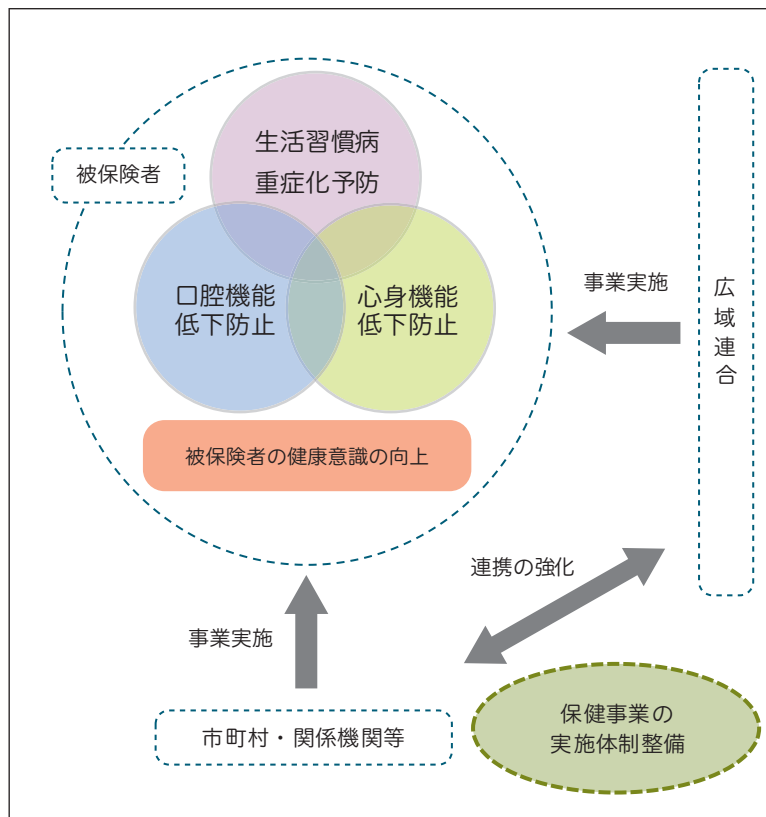 生活習慣病
重症化予防
被保険者
口腔機能
低下防止
心身機能
低下防止
被保険者の健康意識の向上
事業実施
広域連合
連携の強化
事業実施
市町村・関係機関等
保健事業の
実施体制整備